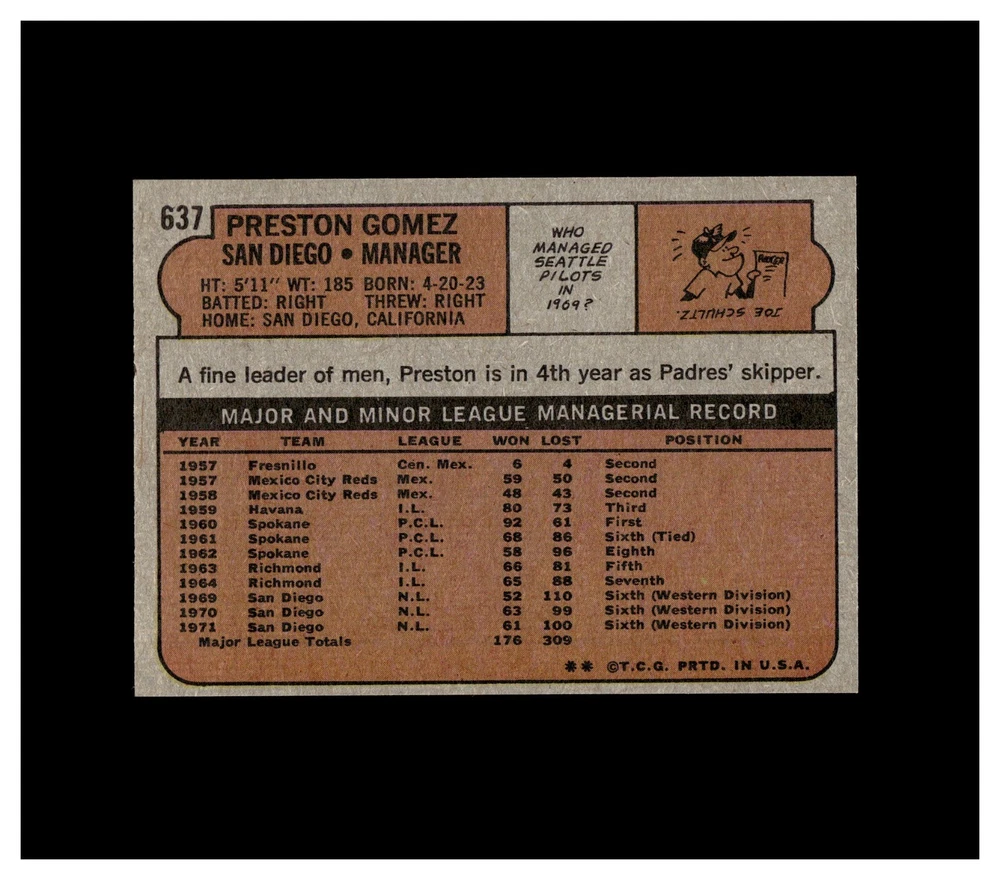 637
PRESTON GOMEZ
SAN DIEGO • MANAGER
HT: 5'11" WT: 185 BORN: 4-20-23
BATTED: RIGHT THREW: RIGHT
HOME: SAN DIEGO, CALIFORNIA
WHO
MANAGED
SEATTLE
PILOTS
IN
1969?
JOE SCHULTZ.
A fine leader of men, Preston is in 4th year as Padres' skipper.
MAJOR AND MINOR LEAGUE MANAGERIAL RECORD
YEAR TEAM LEAGUE WON LOST POSITION
1957 Fresnillo Cen. Mex. 6 4 Second
1957 Mexico City Reds Mex. 59 50 Second
1958 Mexico City Reds Mex. 48 43 Second
1959 Havana I.L. 80 73 Third
1960 Spokane P.C.L. 92 61 First
1961 Spokane P.C.L. 68 86 Sixth (Tied)
1962 Spokane P.C.L. 58 96 Eighth
1963 Richmond I.L. 66 81 Fifth
1964 Richmond I.L. 65 88 Seventh
1969 San Diego N.L. 52 110 Sixth (Western Division)
1970 San Diego N.L. 63 99 Sixth (Western Division)
1971 San Diego N.L. 61 100 Sixth (Western Division)
Major League Totals 176 309
** ©T.C.G. PRTD. IN U.S.A.